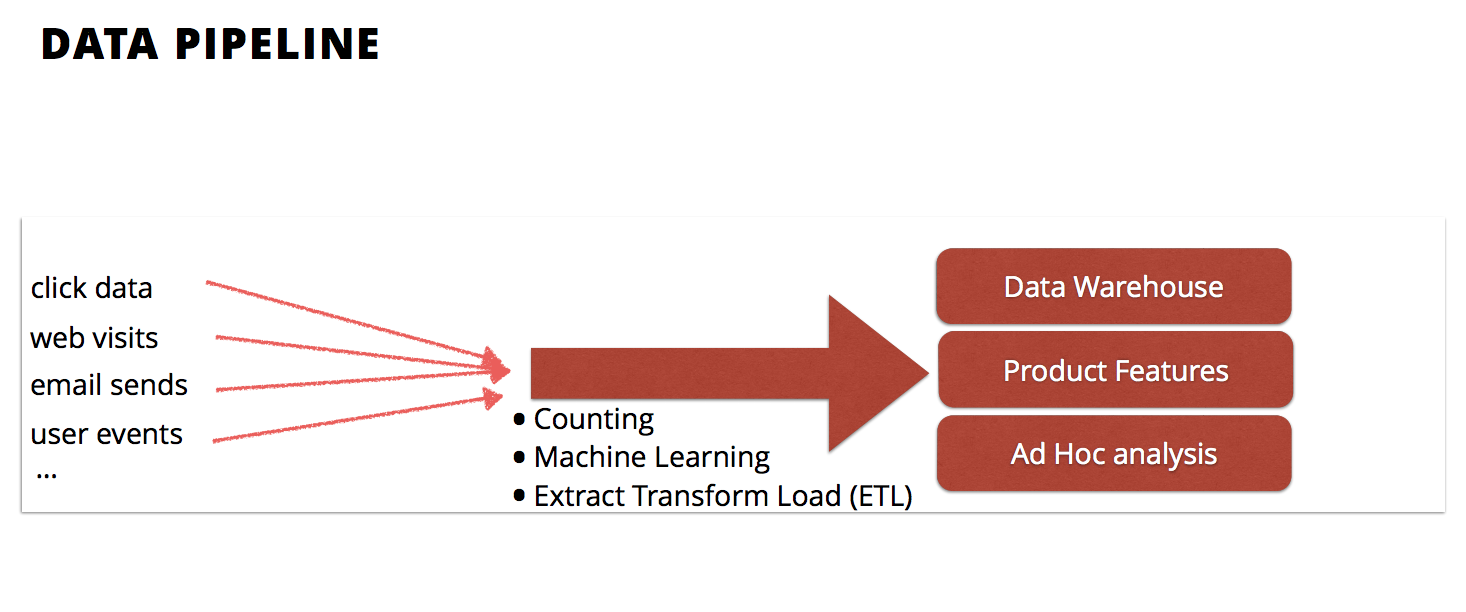 DATA PIPELINE
click data
web visits
email sends
user events
...
• Counting
• Machine Learning
• Extract Transform Load (ETL)
Data Warehouse
Product Features
Ad Hoc analysis